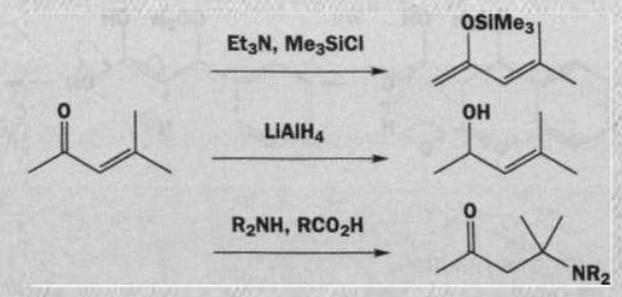 OSiMe₃
Et₃N, Me₃SiCl
O
LiAlH₄
OH
R₂NH, RCO₂H
O
NR₂